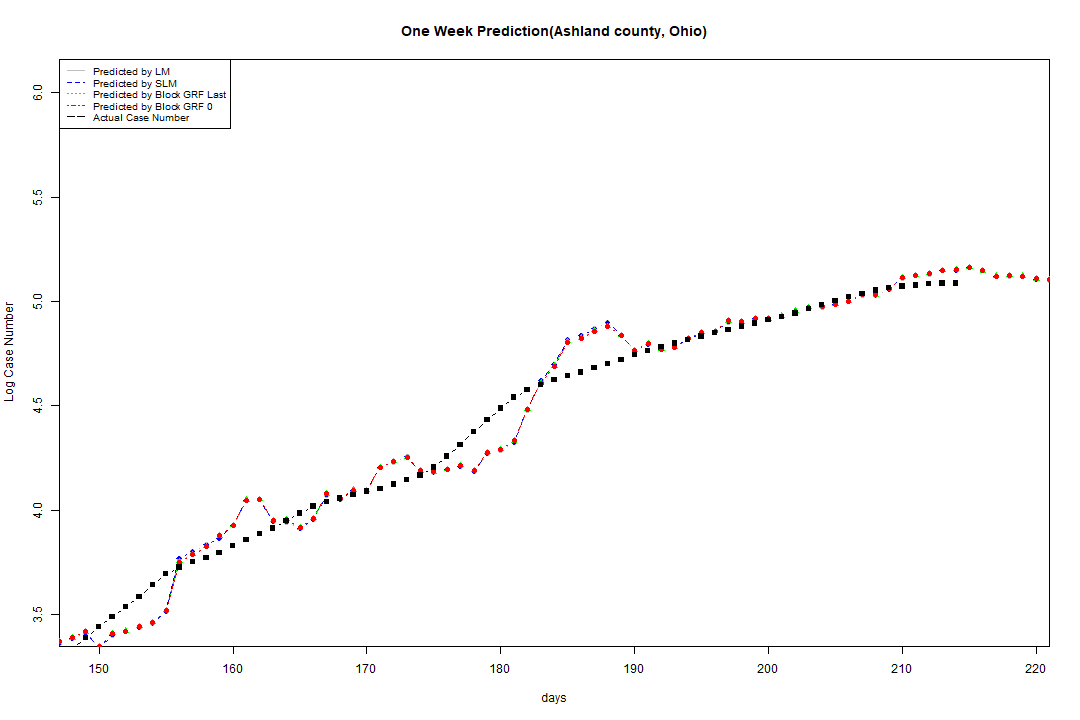 One Week Prediction(Ashland county, Ohio)
Predicted by LM
Predicted by SLM
Predicted by Block GRF Last
Predicted by Block GRF 0
Actual Case Number
6.0
5.5
5.0
4.5
4.0
3.5
Log Case Number
150 160 170 180 190 200 210 220
days